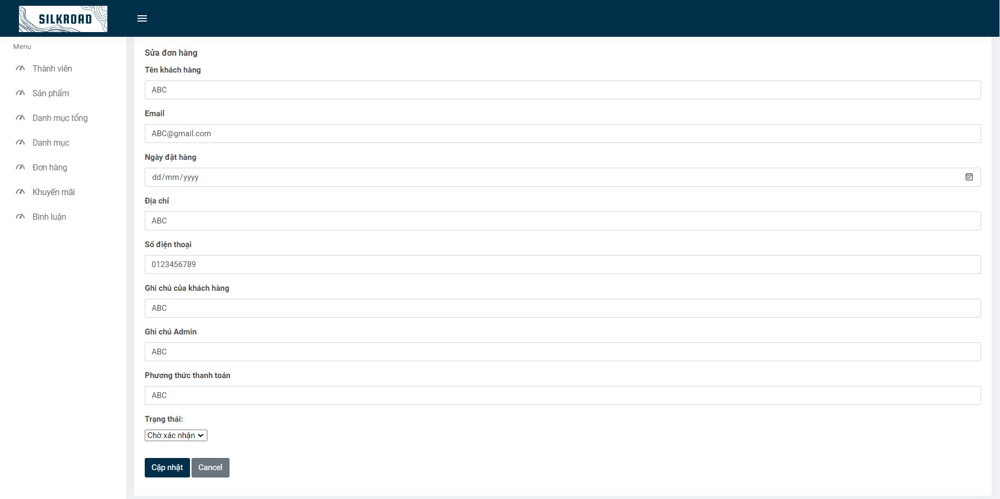 SILKROAD
Menu
Thành viên
Sản phẩm
Danh mục tổng
Danh mục
Đơn hàng
Khuyến mãi
Bình luận
Sửa đơn hàng
Tên khách hàng
ABC
Email
ABC@gmail.com
Ngày đặt hàng
dd/mm/yyyy
Địa chỉ
ABC
Số điện thoại
0123456789
Ghi chú của khách hàng
ABC
Ghi chú Admin
ABC
Phương thức thanh toán
ABC
Trạng thái:
Chờ xác nhận
Cập nhật Cancel